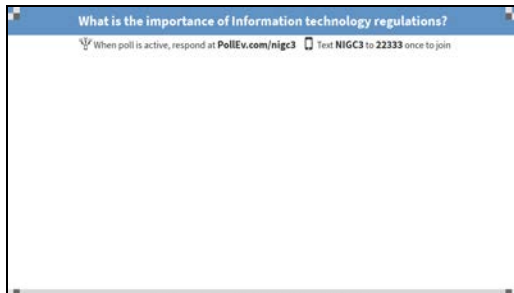 What is the importance of Information technology regulations?
When poll is active, respond at PollEv.com/nigc3 Text NIGC3 to 22333 once to join